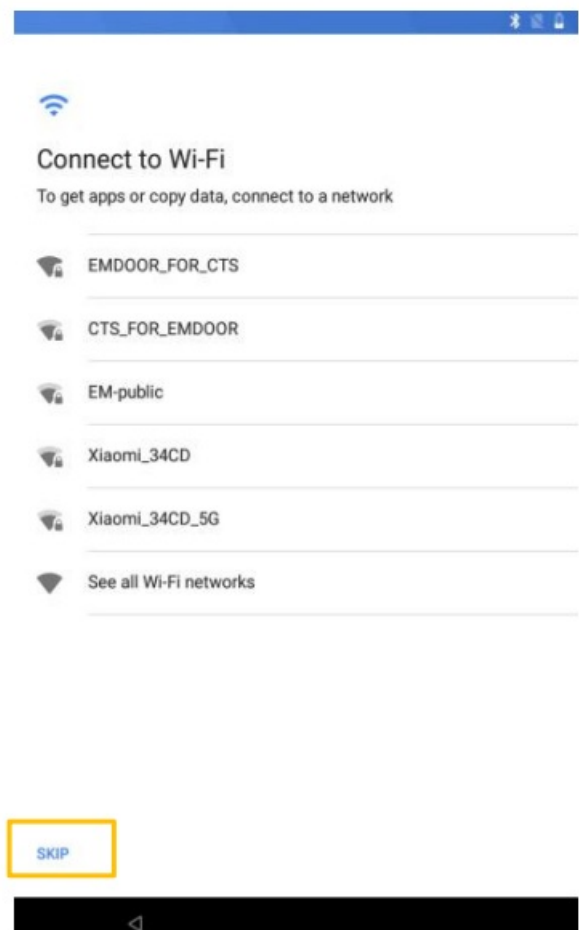 Connect to Wi-Fi
To get apps or copy data, connect to a network
EMDOOR_FOR_CTS
CTS_FOR_EMDOOR
EM-public
Xiaomi_34CD
Xiaomi_34CD_5G
See all Wi-Fi networks
SKIP